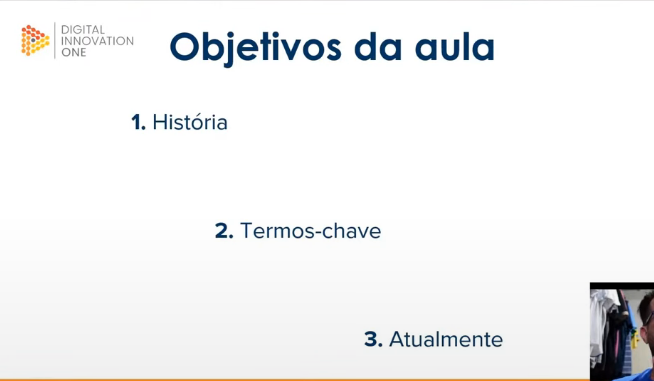 DIGITAL
INNOVATION
ONE
Objetivos da aula
1. História
2. Termos-chave
3. Atualmente